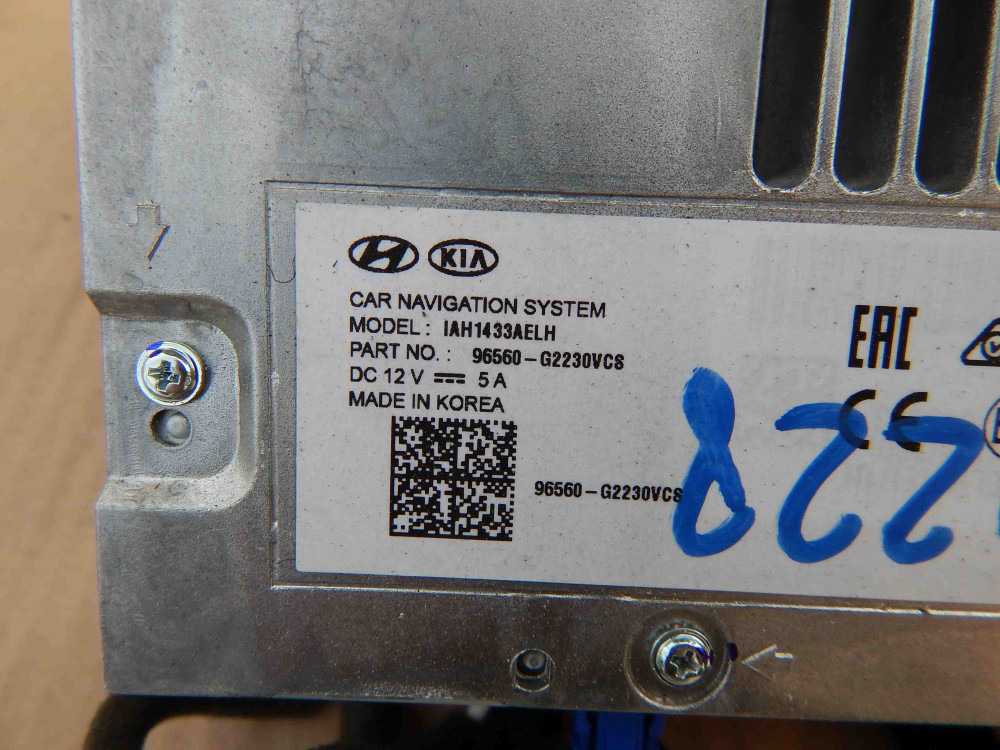 KIA
CAR NAVIGATION SYSTEM
MODEL : IAH1433AELH
PART NO. : 96560-G2230VCS
DC 12 V ⎓ 5 A
MADE IN KOREA
96560-G2230VCS
EAC
CE
228